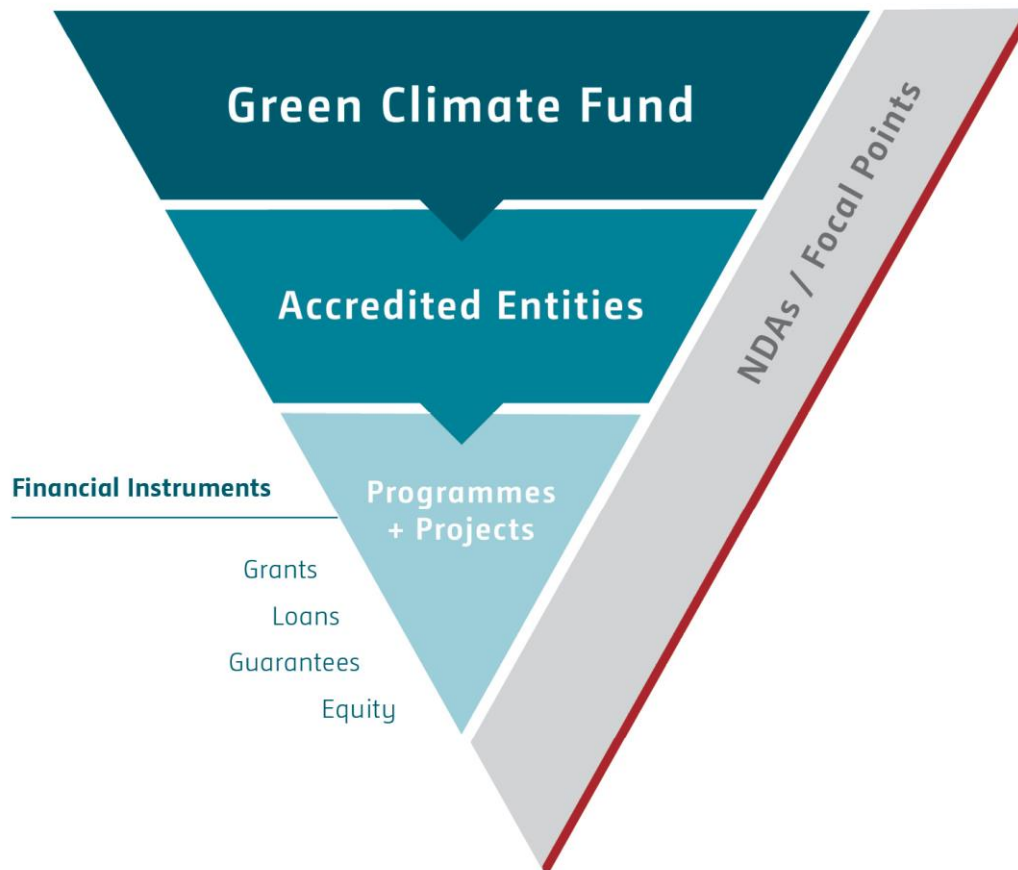 Green Climate Fund
Accredited Entities
Programmes
+ Projects
NDAs / Focal Points
Financial Instruments
Grants
Loans
Guarantees
Equity